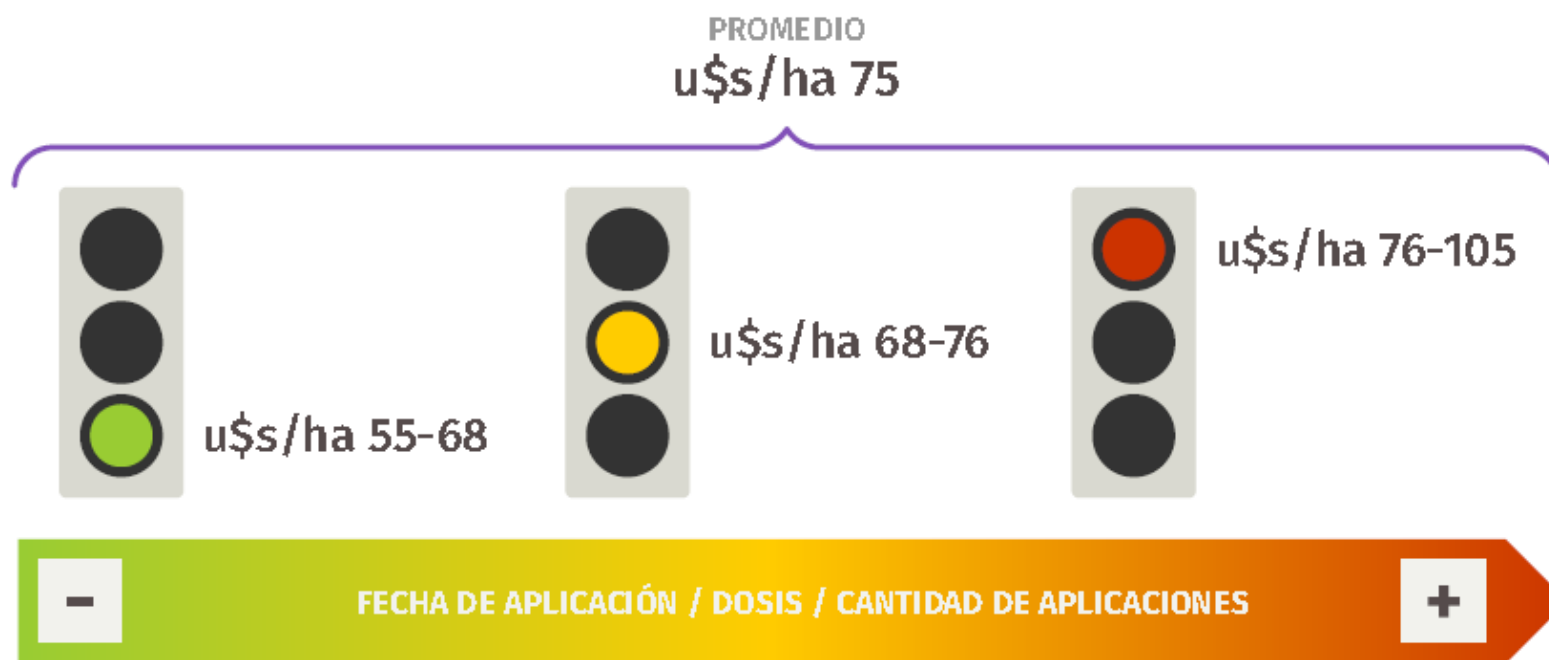 PROMEDIO
u$s/ha 75
u$s/ha 76-105
u$s/ha 68-76
u$s/ha 55-68
- FECHA DE APLICACIÓN / DOSIS / CANTIDAD DE APLICACIONES +